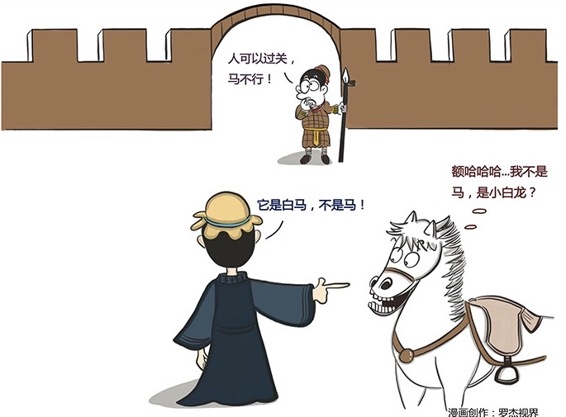 人可以过关，
马不行！
它是白马，不是马！
额哈哈哈...我不是
马，是小白龙？
漫画创作：罗杰视界